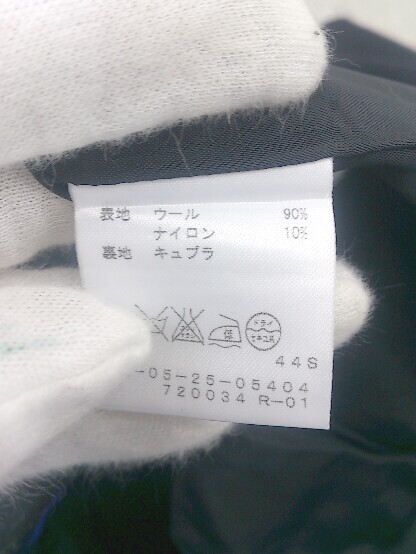 表地 ウール 90%
ナイロン 10%
裏地 キュプラ
ドライ
セキユ系
44S
-05-25-05404
720034 R-01